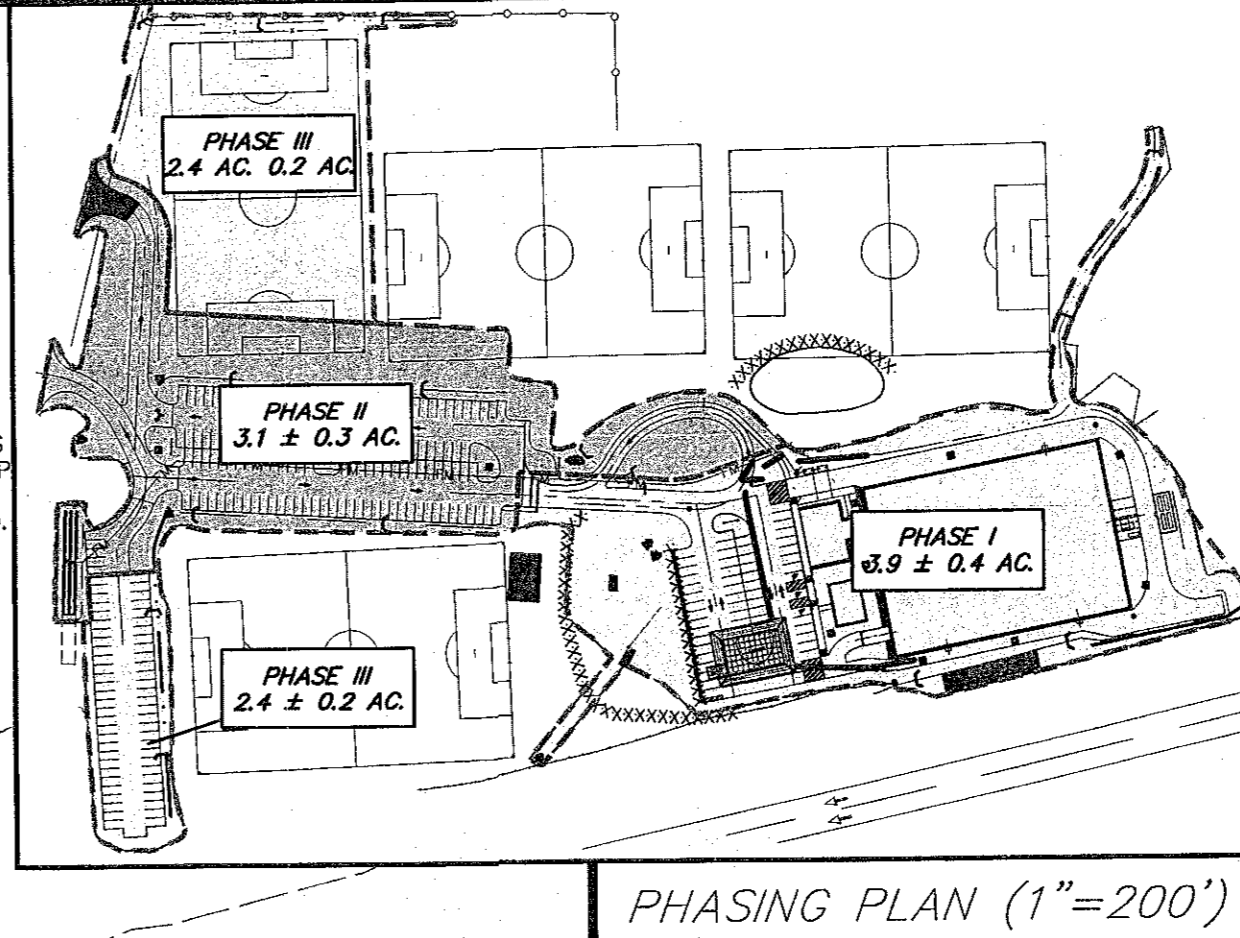 PHASE III
2.4 AC. 0.2 AC.
PHASE II
3.1 ± 0.3 AC.
PHASE I
3.9 ± 0.4 AC.
PHASE III
2.4 ± 0.2 AC.
PHASING PLAN (1"=200')